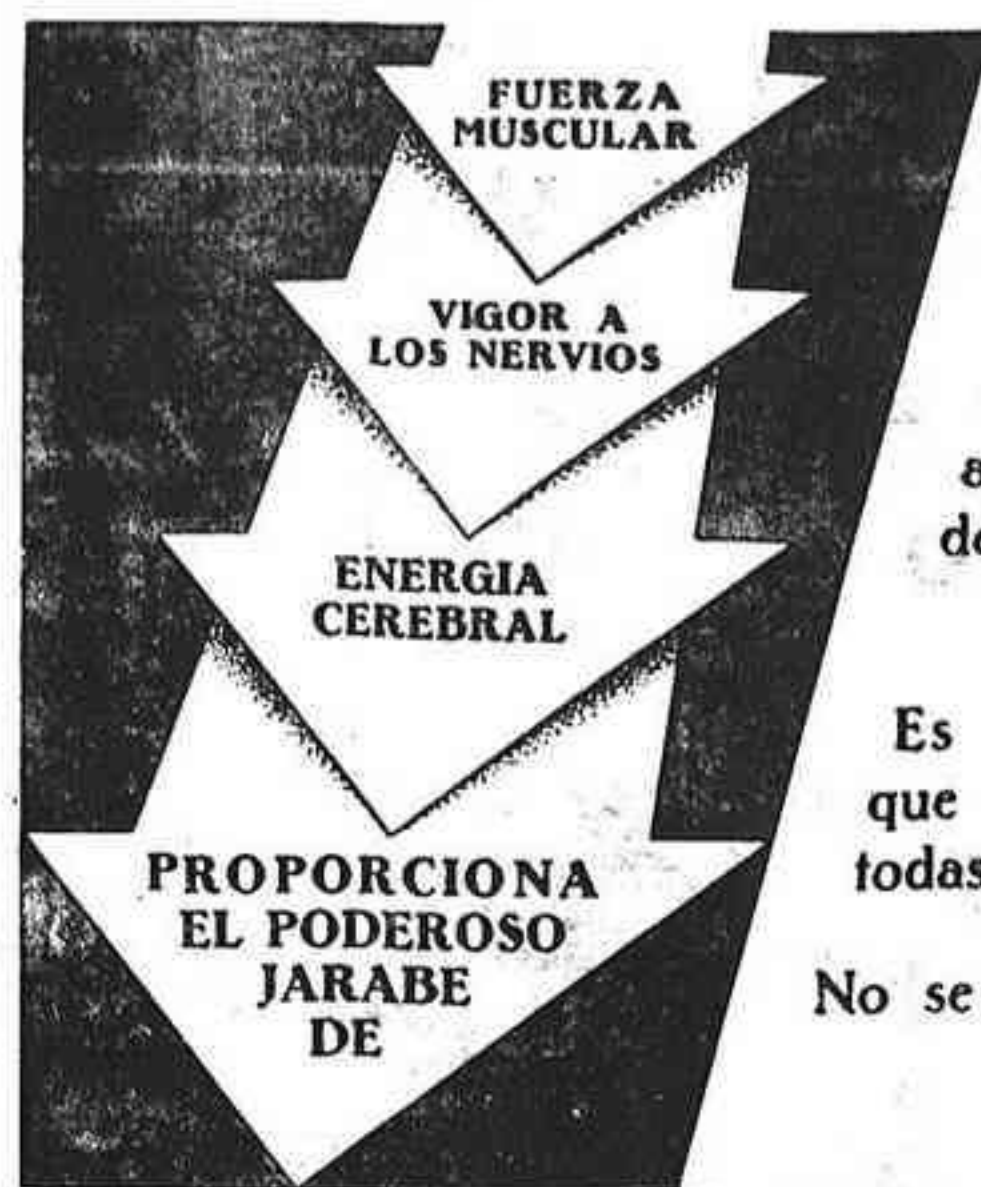 FUERZA
MUSCULAR
VIGOR A
LOS NERVIOS
ENERGIA
CEREBRAL
PROPORCIONA
EL PODEROSO
JARABE
DE
Es
que
todas
No se